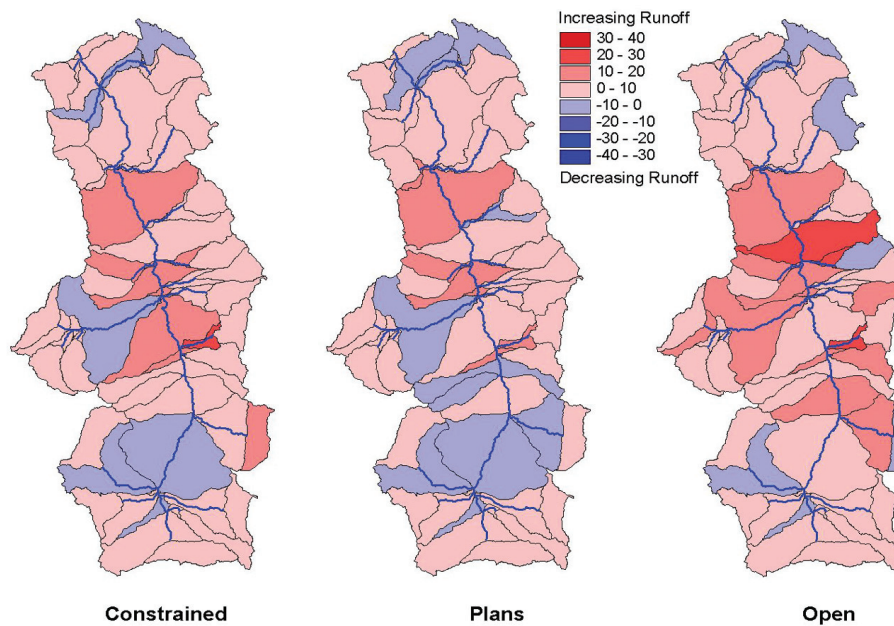 Increasing Runoff
30 - 40
20 - 30
10 - 20
0 - 10
-10 - 0
-20 - -10
-30 - -20
-40 - -30
Decreasing Runoff
Constrained Plans Open